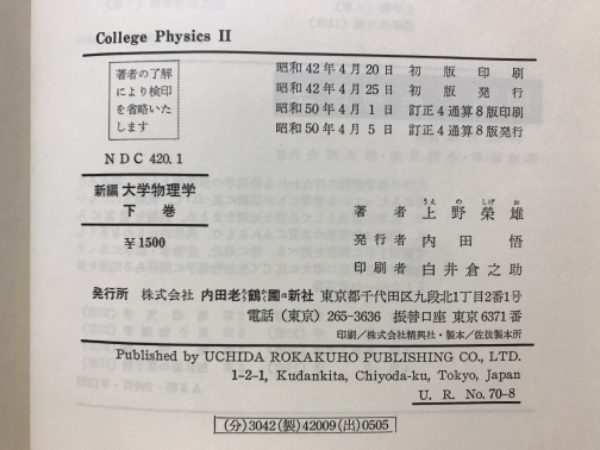 College Physics II
著者の了解
により検印
を省略いた
します
昭和42年4月20日 初版印刷
昭和42年4月25日 初版発行
昭和50年4月1日 訂正4通算8版印刷
昭和50年4月5日 訂正4通算8版発行
NDC 420.1
新編 大学物理学
下巻
¥1500
うえ の しげ お
著者 上野榮雄
発行者 内田悟
印刷者 白井倉之助
発行所 株式会社 内田老鶴圃新社 東京都千代田区九段北1丁目2番1号
電話(東京) 265-3636 振替口座 東京6371番
印刷/株式会社精興社・製本/佐抜製本所
Published by UCHIDA ROKAKUHO PUBLISHING CO., LTD.
1-2-1, Kudankita, Chiyoda-ku, Tokyo, Japan
U. R. No. 70-8
(分)3042(製)42009(出)0505